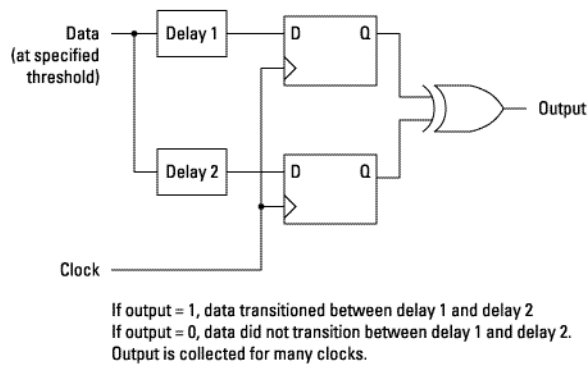 Data
(at specified
threshold)
Delay 1
D
Q
Output
Delay 2
D
Q
Clock
If output = 1, data transitioned between delay 1 and delay 2
If output = 0, data did not transition between delay 1 and delay 2.
Output is collected for many clocks.